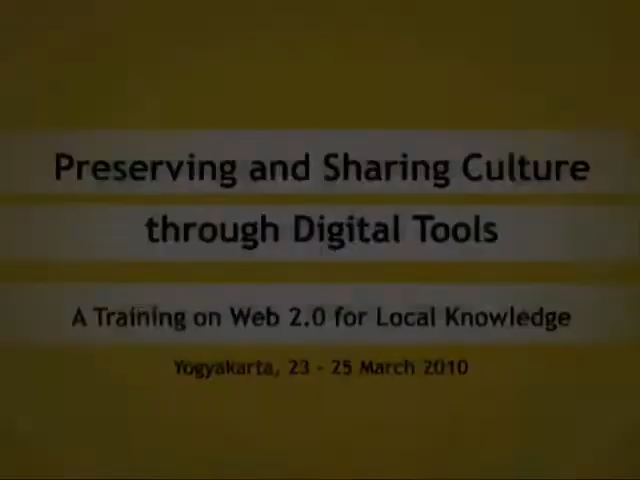 Preserving and Sharing Culture
through Digital Tools
A Training on Web 2.0 for Local Knowledge
Yogyakarta, 23 - 25 March 2010